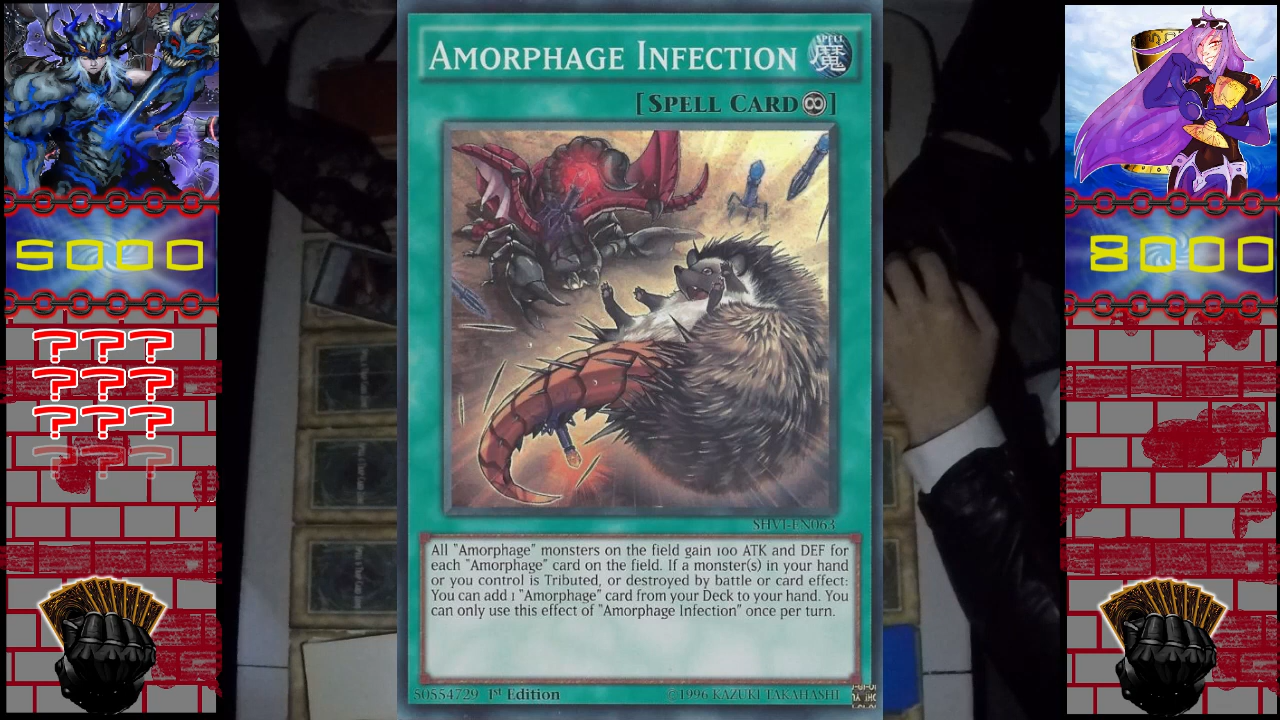 AMORPHAGE INFECTION
SPELL
魔
[SPELL CARD]
5000
8000
? ? ?
? ? ?
? ? ?
? ? ?
SHVI-EN063
All "Amorphage" monsters on the field gain 100 ATK and DEF for
each "Amorphage" card on the field. If a monster(s) in your hand
or you control is Tributed, or destroyed by battle or card effect:
You can add 1 "Amorphage" card from your Deck to your hand. You
can only use this effect of "Amorphage Infection" once per turn.
50554729 1st Edition
©1996 KAZUKI TAKAHASHI